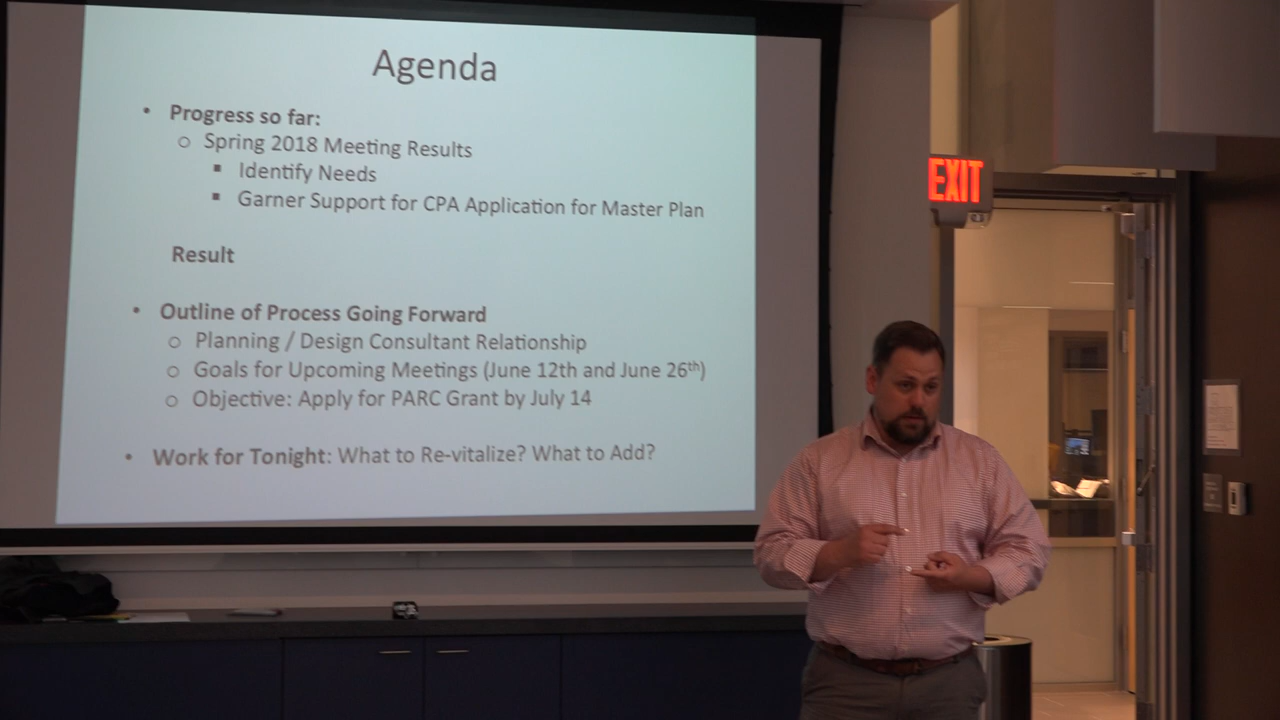 Agenda
• Progress so far:
○ Spring 2018 Meeting Results
▪ Identify Needs
▪ Garner Support for CPA Application for Master Plan
Result
• Outline of Process Going Forward
○ Planning / Design Consultant Relationship
○ Goals for Upcoming Meetings (June 12th and June 26th)
○ Objective: Apply for PARC Grant by July 14
• Work for Tonight: What to Re-vitalize? What to Add?
EXIT